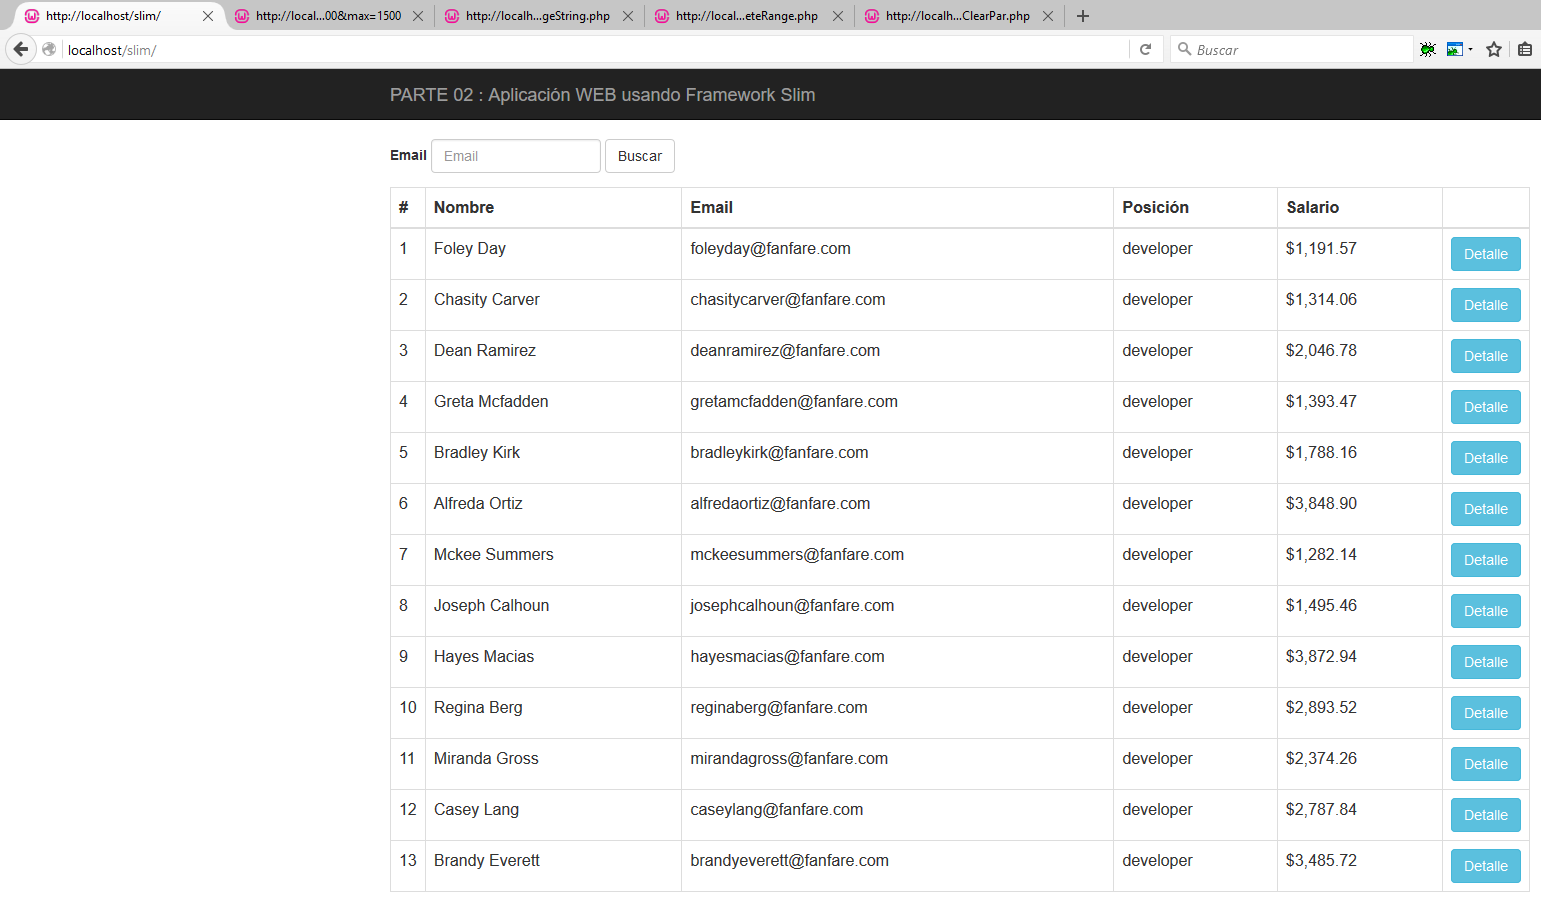 http://localhost/slim/ http://local...00&max=1500 http://localh...geString.php http://local...eteRange.php http://localh...ClearPar.php
localhost/slim/ Buscar
PARTE 02 : Aplicación WEB usando Framework Slim
Email Email Buscar
# Nombre Email Posición Salario
1 Foley Day foleyday@fanfare.com developer $1,191.57 Detalle
2 Chasity Carver chasitycarver@fanfare.com developer $1,314.06 Detalle
3 Dean Ramirez deanramirez@fanfare.com developer $2,046.78 Detalle
4 Greta Mcfadden gretamcfadden@fanfare.com developer $1,393.47 Detalle
5 Bradley Kirk bradleykirk@fanfare.com developer $1,788.16 Detalle
6 Alfreda Ortiz alfredaortiz@fanfare.com developer $3,848.90 Detalle
7 Mckee Summers mckeesummers@fanfare.com developer $1,282.14 Detalle
8 Joseph Calhoun josephcalhoun@fanfare.com developer $1,495.46 Detalle
9 Hayes Macias hayesmacias@fanfare.com developer $3,872.94 Detalle
10 Regina Berg reginaberg@fanfare.com developer $2,893.52 Detalle
11 Miranda Gross mirandagross@fanfare.com developer $2,374.26 Detalle
12 Casey Lang caseylang@fanfare.com developer $2,787.84 Detalle
13 Brandy Everett brandyeverett@fanfare.com developer $3,485.72 Detalle